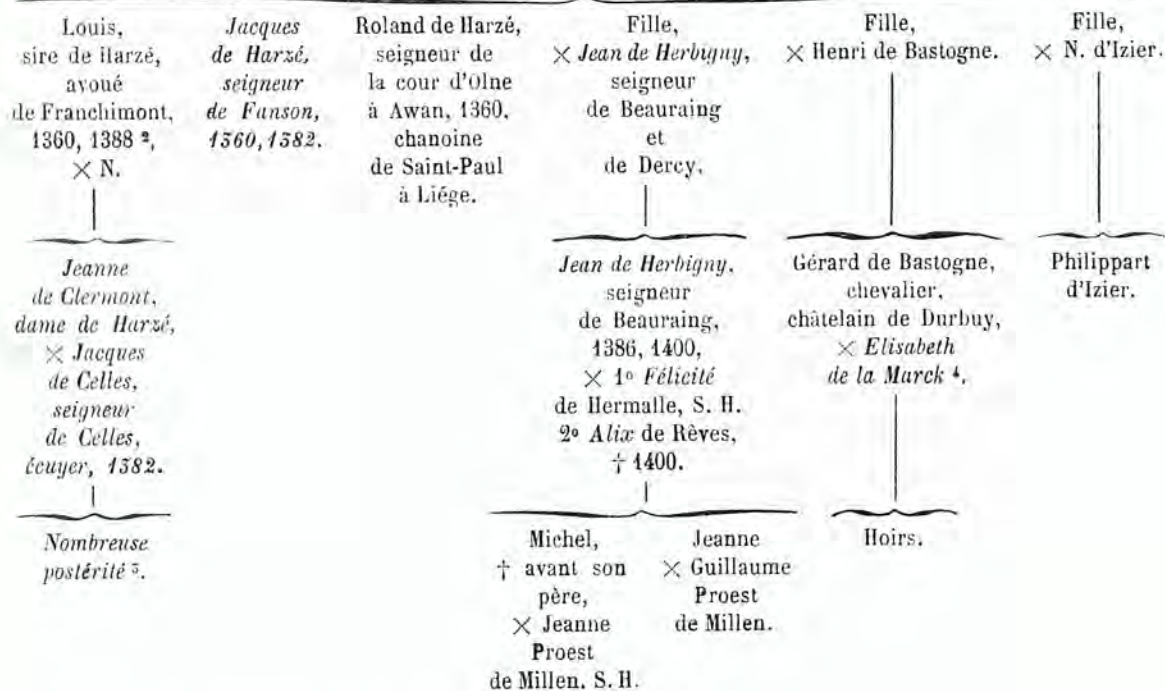 Louis,
sire de Harzé,
avoué
de Franchimont,
1360, 1388 ²,
× N.
Jacques
de Harzé,
seigneur
de Fanson,
1360, 1382.
Roland de Harzé,
seigneur de
la cour d'Olne
à Awan, 1360,
chanoine
de Saint-Paul
à Liége.
Fille,
× Jean de Herbigny,
seigneur
de Beauraing
et
de Dercy.
Fille,
× Henri de Bastogne.
Fille,
× N. d'Izier.
Jeanne
de Clermont,
dame de Harzé,
× Jacques
de Celles,
seigneur
de Celles,
écuyer, 1382.
Jean de Herbigny,
seigneur
de Beauraing,
1386, 1400,
× 1º Félicité
de Hermalle, S. H.
2º Alix de Rèves,
† 1400.
Gérard de Bastogne,
chevalier,
châtelain de Durbuy,
× Elisabeth
de la Marck ⁴.
Philippart
d'Izier.
Nombreuse
postérité ³.
Michel,
† avant son
père,
× Jeanne
Proest
de Millen, S. H.
Jeanne
× Guillaume
Proest
de Millen.
Hoirs.